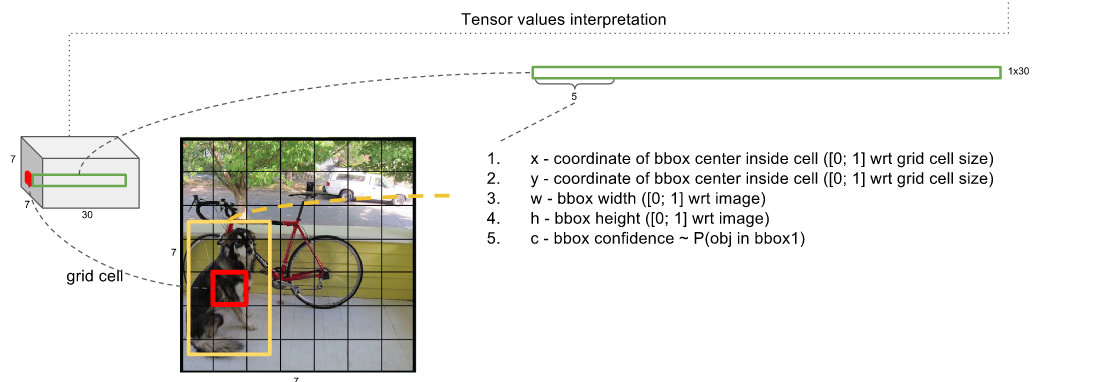 Tensor values interpretation
1x30
5
1. x - coordinate of bbox center inside cell ([0; 1] wrt grid cell size)
2. y - coordinate of bbox center inside cell ([0; 1] wrt grid cell size)
3. w - bbox width ([0; 1] wrt image)
4. h - bbox height ([0; 1] wrt image)
5. c - bbox confidence ~ P(obj in bbox1)
7
7
30
grid cell
7
7